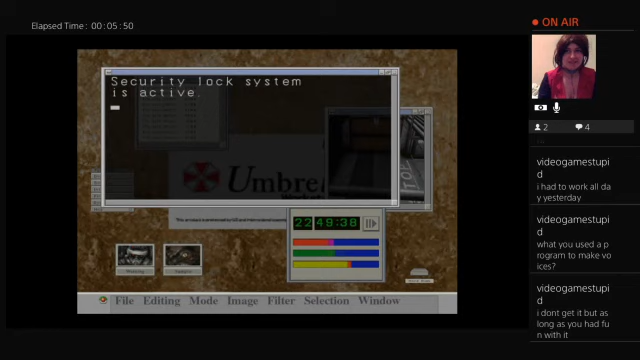 Elapsed Time : 00:05:50
ON AIR
Security lock system
is active.
Umbre
22:49:38
File Editing Mode Image Filter Selection Window
2 4
videogamestupi
d
i had to work all da
y yesterday
videogamestupi
d
what you used a p
rogram to make vo
ices?
videogamestupi
d
i dont get it but as
long as you had fu
n with it